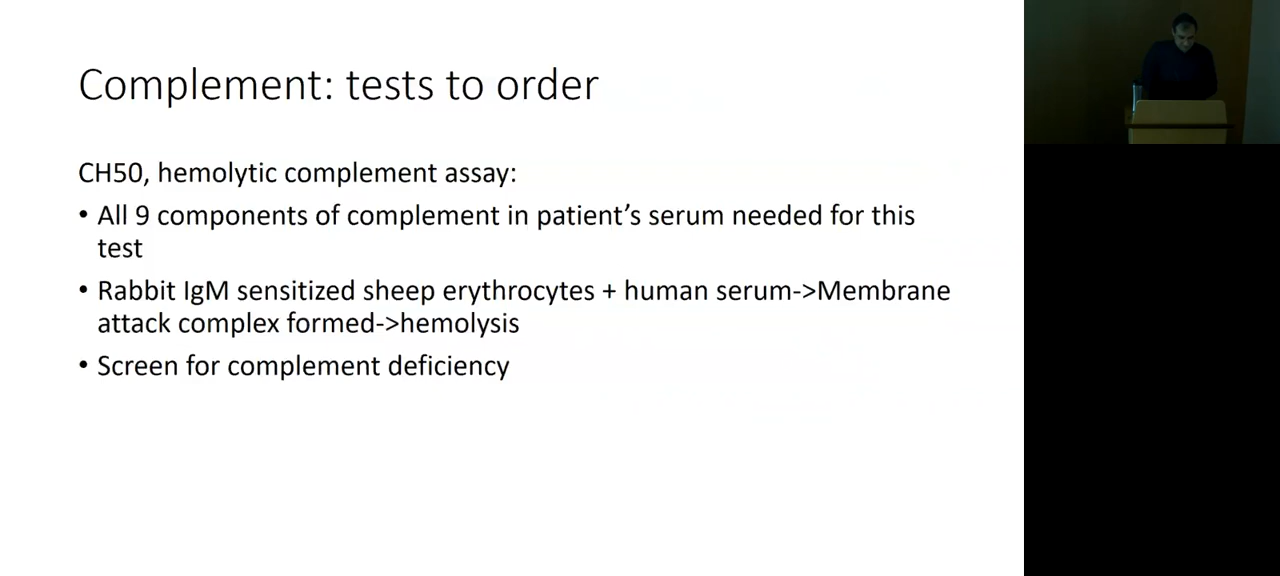 Complement: tests to order
CH50, hemolytic complement assay:
• All 9 components of complement in patient’s serum needed for this
test
• Rabbit IgM sensitized sheep erythrocytes + human serum->Membrane
attack complex formed->hemolysis
• Screen for complement deficiency